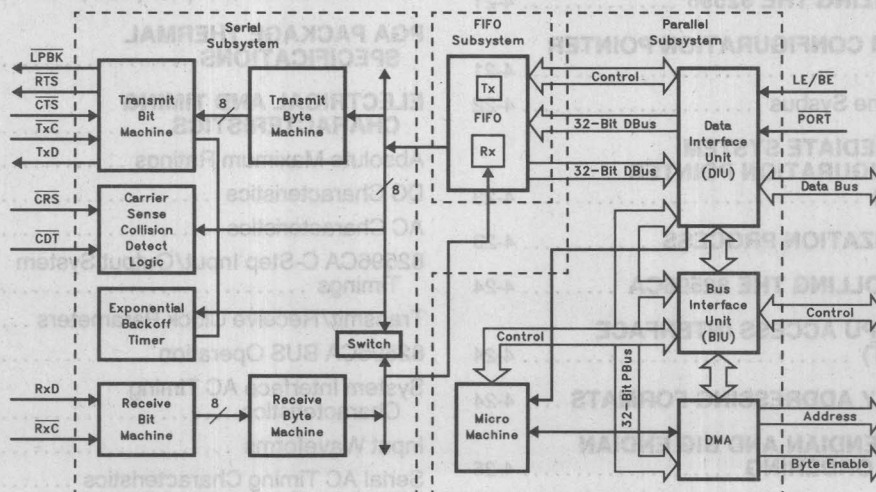 Serial
Subsystem
FIFO
Subsystem
Parallel
Subsystem
LPBK
RTS
CTS
TxC
TxD
Transmit
Bit
Machine
8
Transmit
Byte
Machine
8
Tx
FIFO
Rx
Control
32-Bit DBus
32-Bit DBus
Data
Interface
Unit
(DIU)
LE/BE
PORT
Data Bus
CRS
CDT
Carrier
Sense
Collision
Detect
Logic
Exponential
Backoff
Timer
Switch
Control
Bus
Interface
Unit
(BIU)
Control
RxD
RxC
Receive
Bit
Machine
8
Receive
Byte
Machine
Micro
Machine
32-Bit PBus
DMA
Address
Byte Enable